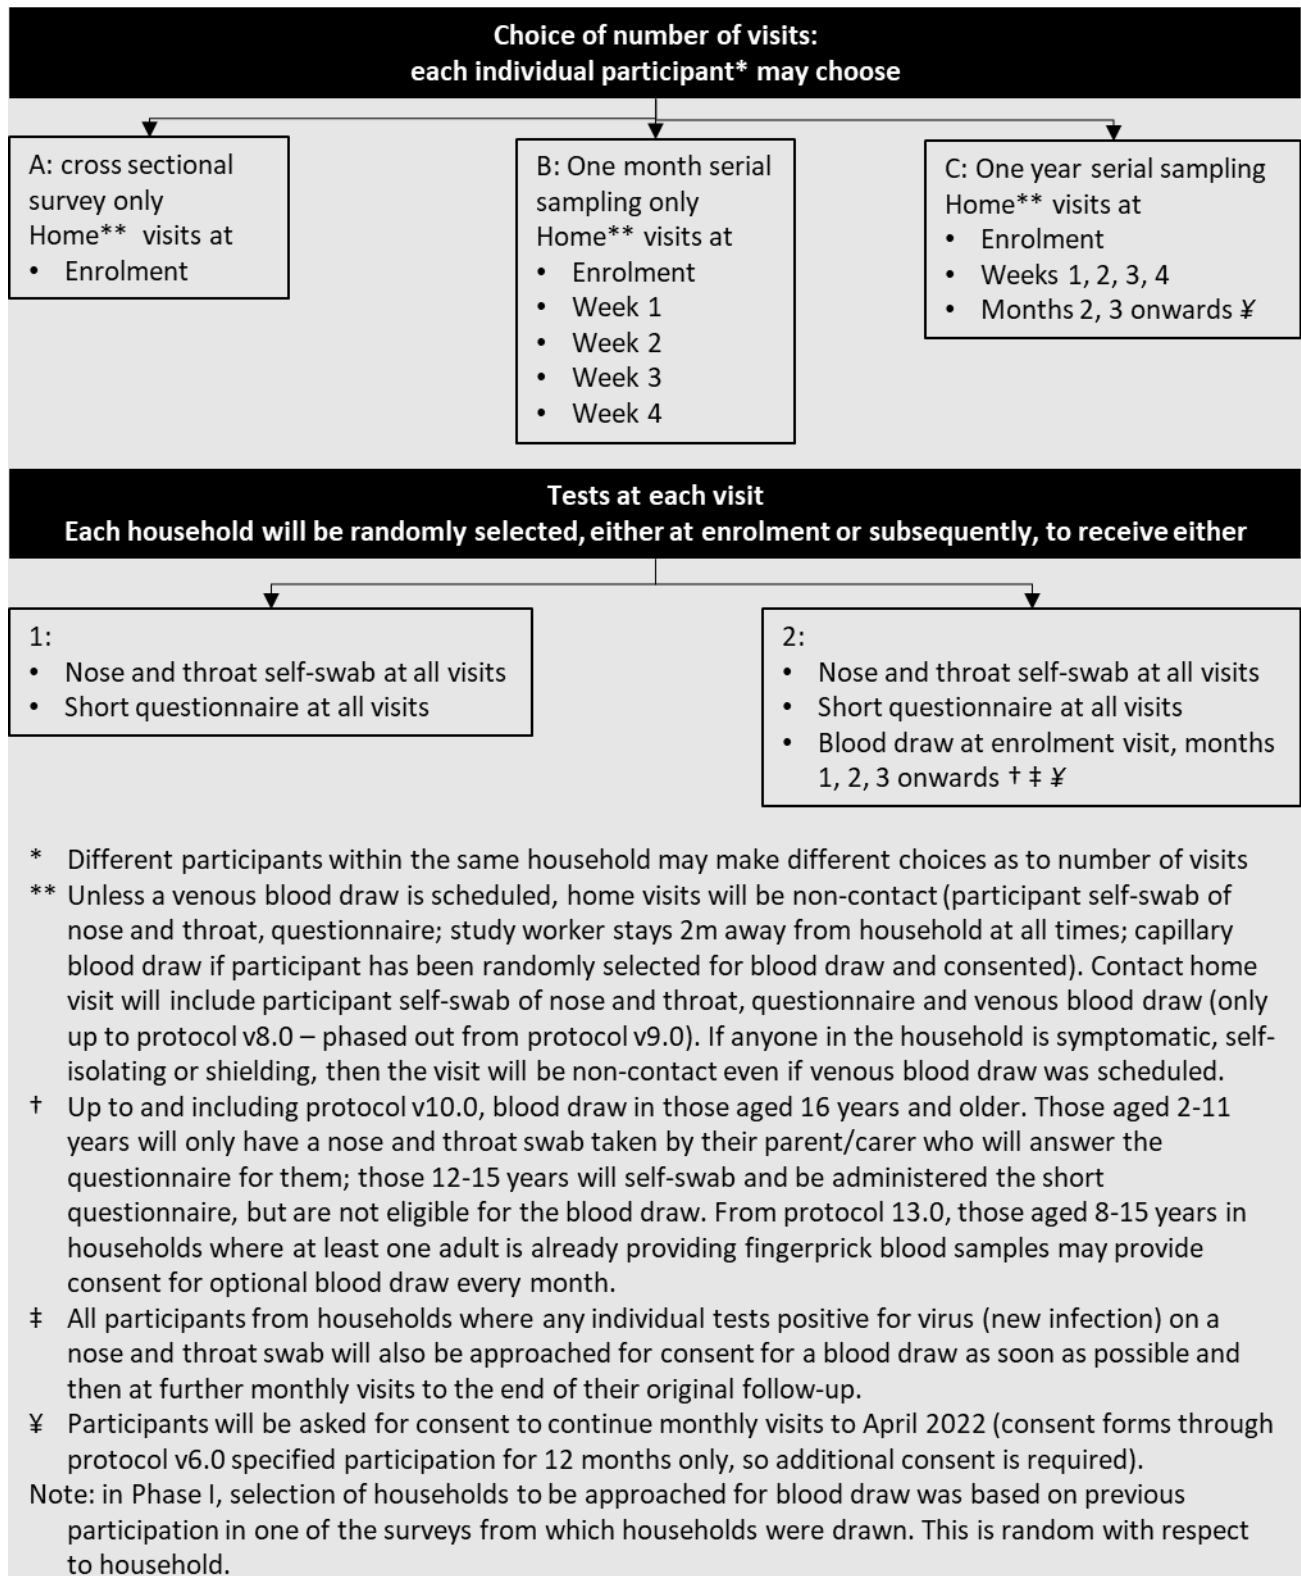 Choice of number of visits:
each individual participant* may choose
A: cross sectional
survey only
Home** visits at
• Enrolment
B: One month serial
sampling only
Home** visits at
• Enrolment
• Week 1
• Week 2
• Week 3
• Week 4
C: One year serial sampling
Home** visits at
• Enrolment
• Weeks 1, 2, 3, 4
• Months 2, 3 onwards ¥
Tests at each visit
Each household will be randomly selected, either at enrolment or subsequently, to receive either
1:
• Nose and throat self-swab at all visits
• Short questionnaire at all visits
2:
• Nose and throat self-swab at all visits
• Short questionnaire at all visits
• Blood draw at enrolment visit, months
1, 2, 3 onwards † ‡ ¥
* Different participants within the same household may make different choices as to number of visits
** Unless a venous blood draw is scheduled, home visits will be non-contact (participant self-swab of
nose and throat, questionnaire; study worker stays 2m away from household at all times; capillary
blood draw if participant has been randomly selected for blood draw and consented). Contact home
visit will include participant self-swab of nose and throat, questionnaire and venous blood draw (only
up to protocol v8.0 – phased out from protocol v9.0). If anyone in the household is symptomatic, self-
isolating or shielding, then the visit will be non-contact even if venous blood draw was scheduled.
† Up to and including protocol v10.0, blood draw in those aged 16 years and older. Those aged 2-11
years will only have a nose and throat swab taken by their parent/carer who will answer the
questionnaire for them; those 12-15 years will self-swab and be administered the short
questionnaire, but are not eligible for the blood draw. From protocol 13.0, those aged 8-15 years in
households where at least one adult is already providing fingerprick blood samples may provide
consent for optional blood draw every month.
‡ All participants from households where any individual tests positive for virus (new infection) on a
nose and throat swab will also be approached for consent for a blood draw as soon as possible and
then at further monthly visits to the end of their original follow-up.
¥ Participants will be asked for consent to continue monthly visits to April 2022 (consent forms through
protocol v6.0 specified participation for 12 months only, so additional consent is required).
Note: in Phase I, selection of households to be approached for blood draw was based on previous
participation in one of the surveys from which households were drawn. This is random with respect
to household.